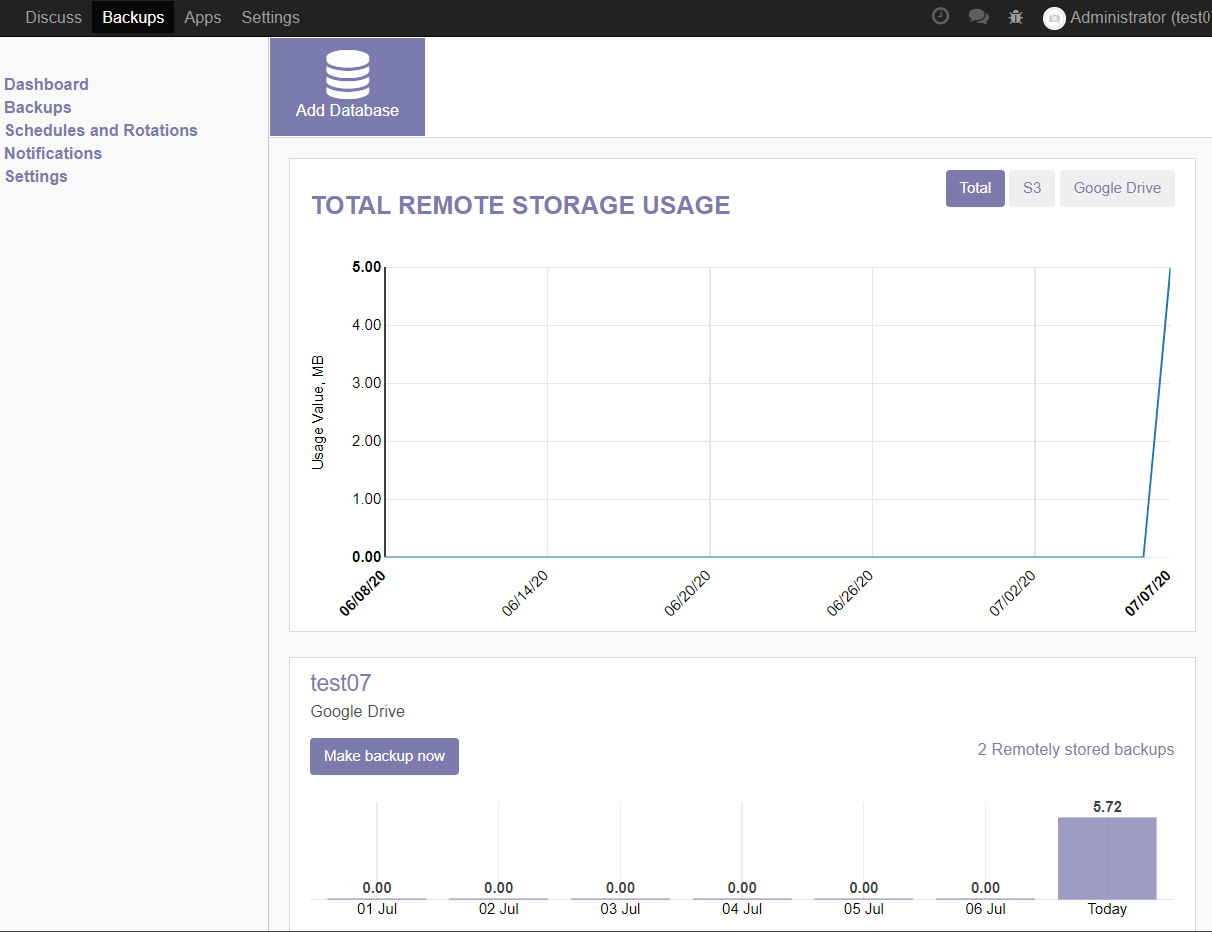 Discuss Backups Apps Settings Administrator (test0
Dashboard
Backups
Schedules and Rotations
Notifications
Settings
Add Database
TOTAL REMOTE STORAGE USAGE
Total S3 Google Drive
Usage Value, MB
5.00
4.00
3.00
2.00
1.00
0.00
06/08/20 06/14/20 06/20/20 06/26/20 07/02/20 07/07/20
test07
Google Drive
Make backup now
2 Remotely stored backups
0.00 0.00 0.00 0.00 0.00 0.00 5.72
01 Jul 02 Jul 03 Jul 04 Jul 05 Jul 06 Jul Today